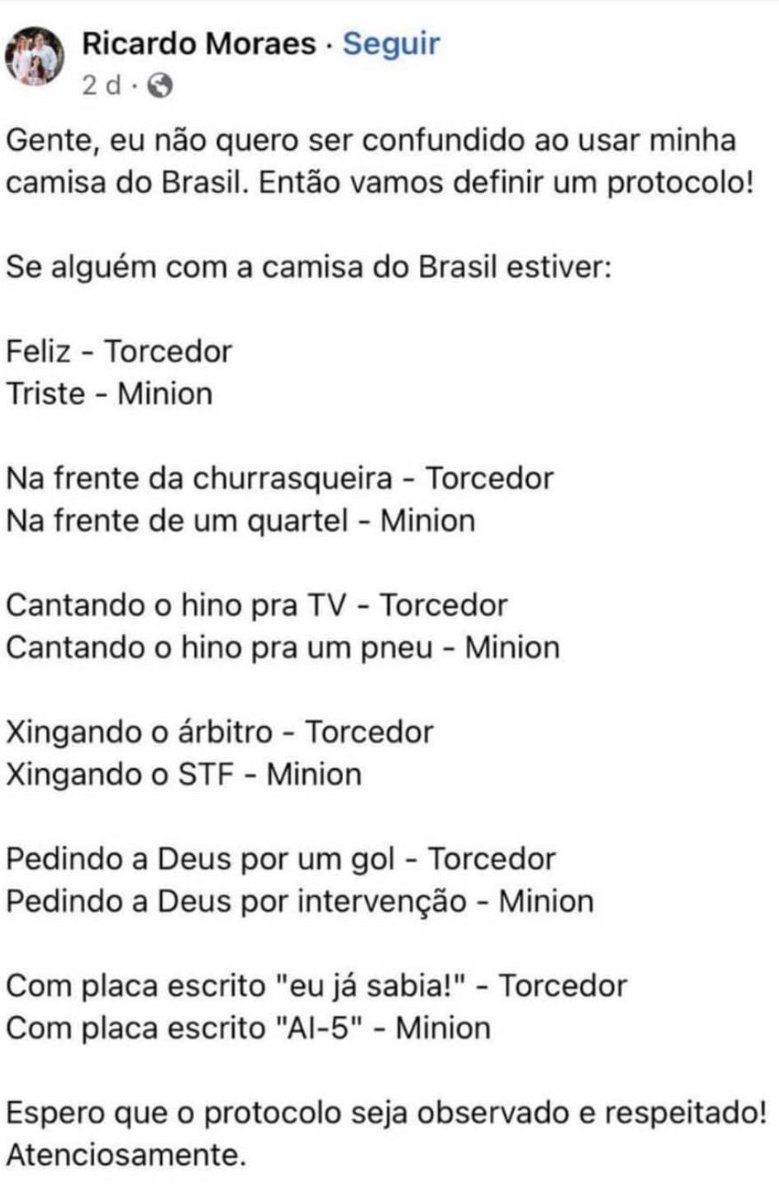 Ricardo Moraes · Seguir
2 d ·
Gente, eu não quero ser confundido ao usar minha
camisa do Brasil. Então vamos definir um protocolo!
Se alguém com a camisa do Brasil estiver:
Feliz - Torcedor
Triste - Minion
Na frente da churrasqueira - Torcedor
Na frente de um quartel - Minion
Cantando o hino pra TV - Torcedor
Cantando o hino pra um pneu - Minion
Xingando o árbitro - Torcedor
Xingando o STF - Minion
Pedindo a Deus por um gol - Torcedor
Pedindo a Deus por intervenção - Minion
Com placa escrito "eu já sabia!" - Torcedor
Com placa escrito "AI-5" - Minion
Espero que o protocolo seja observado e respeitado!
Atenciosamente.